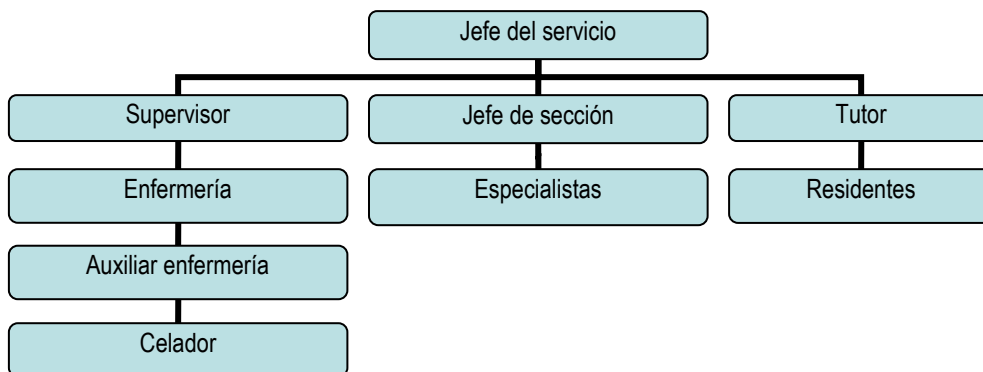 Jefe del servicio
Supervisor
Jefe de sección
Tutor
Enfermería
Especialistas
Residentes
Auxiliar enfermería
Celador